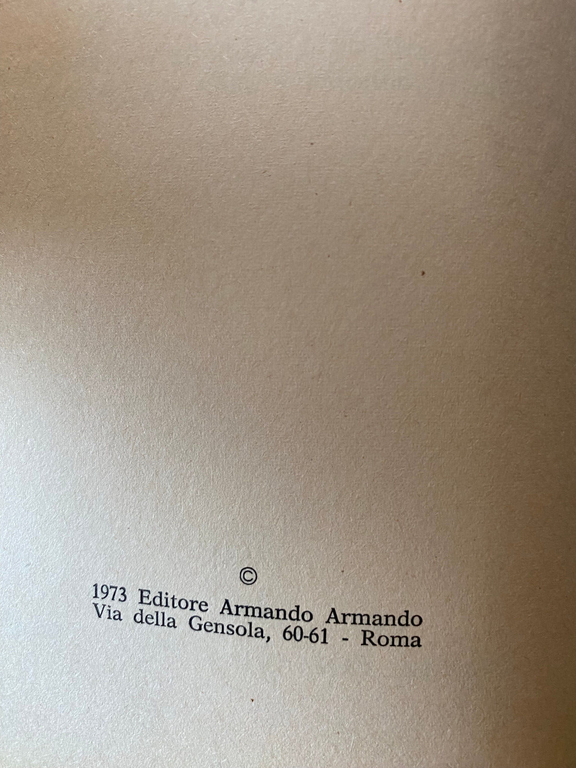 ©
1973 Editore Armando Armando
Via della Gensola, 60-61 - Roma